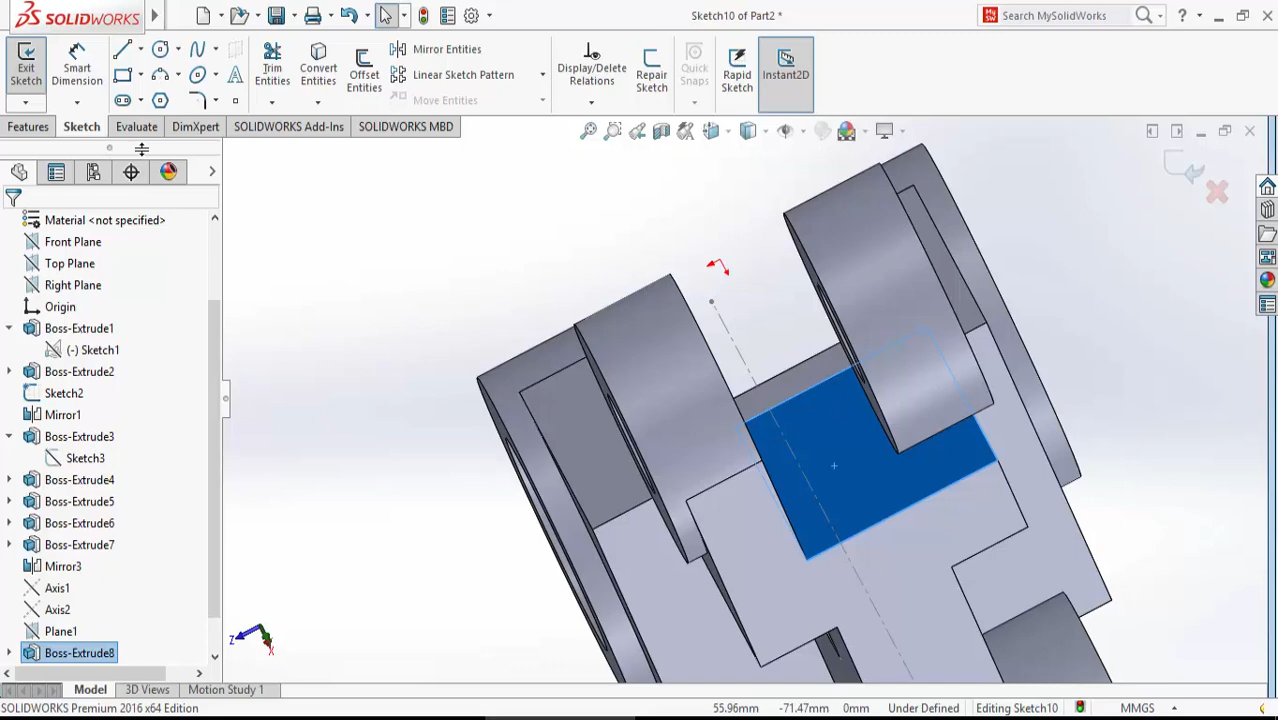 SOLIDWORKS
Sketch10 of Part2 *
Search MySolidWorks
?
Exit
Sketch
Smart
Dimension
Trim
Entities
Convert
Entities
Offset
Entities
Mirror Entities
Linear Sketch Pattern
Move Entities
Display/Delete
Relations
Repair
Sketch
Quick
Snaps
Rapid
Sketch
Instant2D
Features
Sketch
Evaluate
DimXpert
SOLIDWORKS Add-Ins
SOLIDWORKS MBD
Material <not specified>
Front Plane
Top Plane
Right Plane
Origin
Boss-Extrude1
(-) Sketch1
Boss-Extrude2
Sketch2
Mirror1
Boss-Extrude3
Sketch3
Boss-Extrude4
Boss-Extrude5
Boss-Extrude6
Boss-Extrude7
Mirror3
Axis1
Axis2
Plane1
Boss-Extrude8
Z
X
Model
3D Views
Motion Study 1
SOLIDWORKS Premium 2016 x64 Edition
55.96mm
-71.47mm
0mm
Under Defined
Editing Sketch10
MMGS